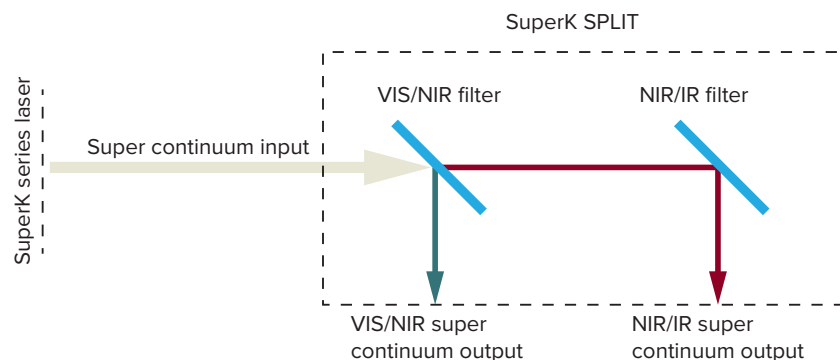 SuperK SPLIT
VIS/NIR filter
NIR/IR filter
Super continuum input
SuperK series laser
VIS/NIR super
continuum output
NIR/IR super
continuum output